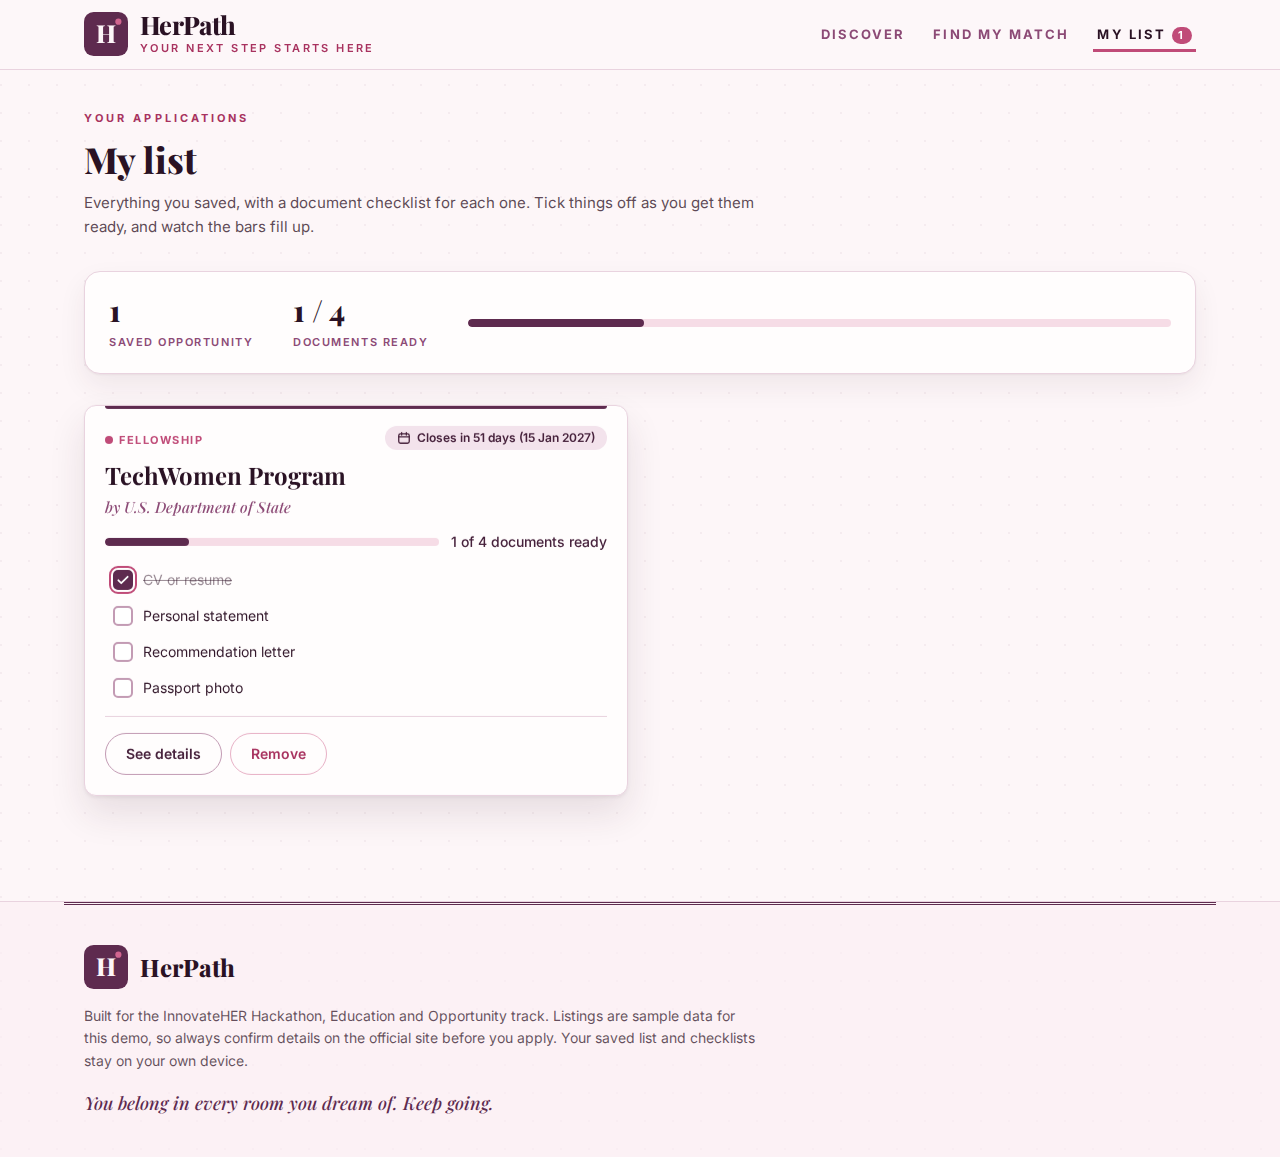 H
HerPath
YOUR NEXT STEP STARTS HERE
DISCOVER
FIND MY MATCH
MY LIST 1
YOUR APPLICATIONS
My list
Everything you saved, with a document checklist for each one. Tick things off as you get them
ready, and watch the bars fill up.
1
SAVED OPPORTUNITY
1 / 4
DOCUMENTS READY
FELLOWSHIP
Closes in 51 days (15 Jan 2027)
TechWomen Program
by U.S. Department of State
1 of 4 documents ready
CV or resume
Personal statement
Recommendation letter
Passport photo
See details
Remove
H
HerPath
Built for the InnovateHER Hackathon, Education and Opportunity track. Listings are sample data for
this demo, so always confirm details on the official site before you apply. Your saved list and checklists
stay on your own device.
You belong in every room you dream of. Keep going.